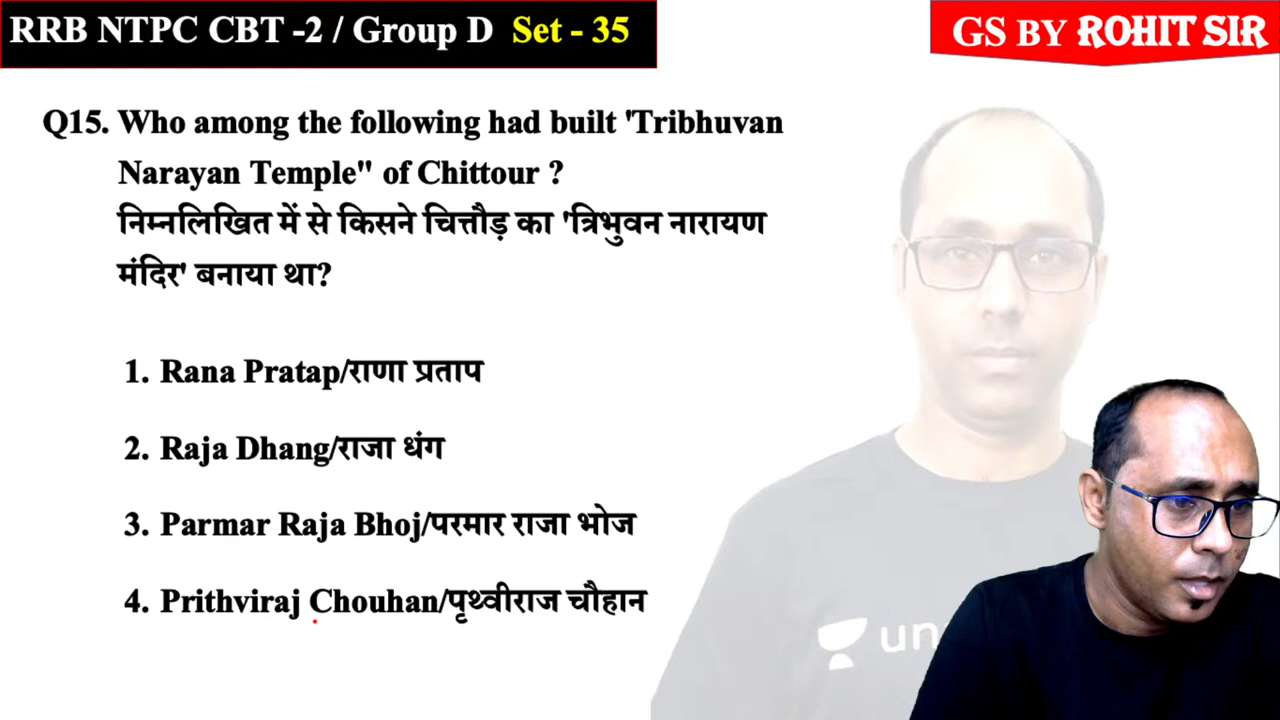 RRB NTPC CBT -2 / Group D Set - 35
GS BY ROHIT SIR
Q15. Who among the following had built 'Tribhuvan
Narayan Temple" of Chittour ?
निम्नलिखित में से किसने चित्तौड़ का 'त्रिभुवन नारायण
मंदिर' बनाया था?
1. Rana Pratap/राणा प्रताप
2. Raja Dhang/राजा धंग
3. Parmar Raja Bhoj/परमार राजा भोज
4. Prithviraj Chouhan/पृथ्वीराज चौहान